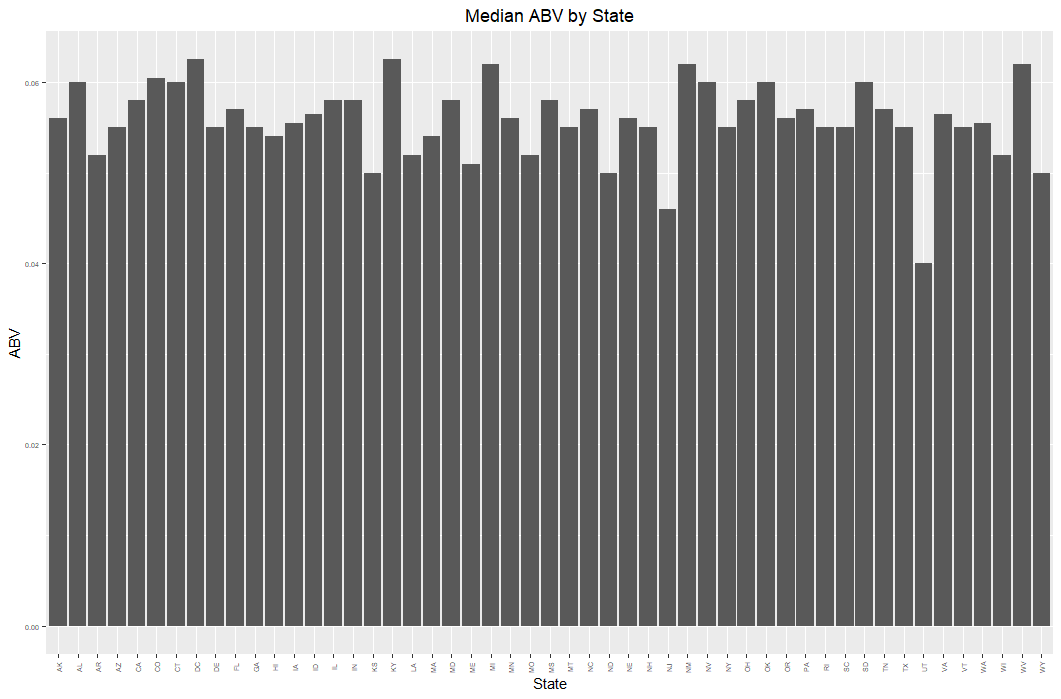 Median ABV by State
ABV
0.06
0.04
0.02
0.00
AK AL AR AZ CA CO CT DC DE FL GA HI IA ID IL IN KS KY LA MA MD ME MI MN MO MS MT NC ND NE NH NJ NM NV NY OH OK OR PA RI SC SD TN TX UT VA VT WA WI WV WY
State